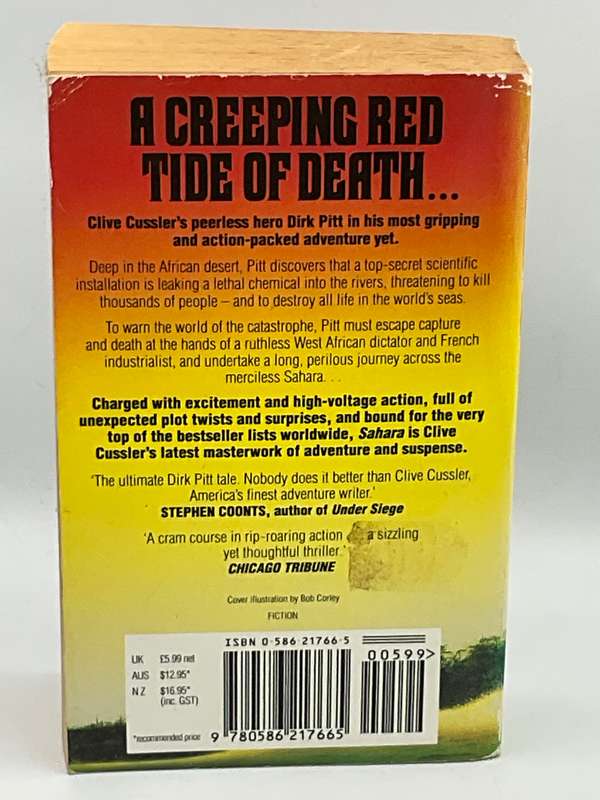 A CREEPING RED
TIDE OF DEATH...
Clive Cussler's peerless hero Dirk Pitt in his most gripping
and action-packed adventure yet.
Deep in the African desert, Pitt discovers that a top-secret scientific
installation is leaking a lethal chemical into the rivers, threatening to kill
thousands of people – and to destroy all life in the world's seas.
To warn the world of the catastrophe, Pitt must escape capture
and death at the hands of a ruthless West African dictator and French
industrialist, and undertake a long, perilous journey across the
merciless Sahara...
Charged with excitement and high-voltage action, full of
unexpected plot twists and surprises, and bound for the very
top of the bestseller lists worldwide, Sahara is Clive
Cussler's latest masterwork of adventure and suspense.
'The ultimate Dirk Pitt tale. Nobody does it better than Clive Cussler,
America's finest adventure writer.'
STEPHEN COONTS, author of Under Siege
'A cram course in rip-roaring action ... a sizzling
yet thoughtful thriller.'
CHICAGO TRIBUNE
Cover illustration by Bob Corley
FICTION
ISBN 0-586-21766-5
UK £5.99 net
AUS $12.95*
NZ $16.95*
(inc. GST)
*recommended price
00599>
9 780586 217665